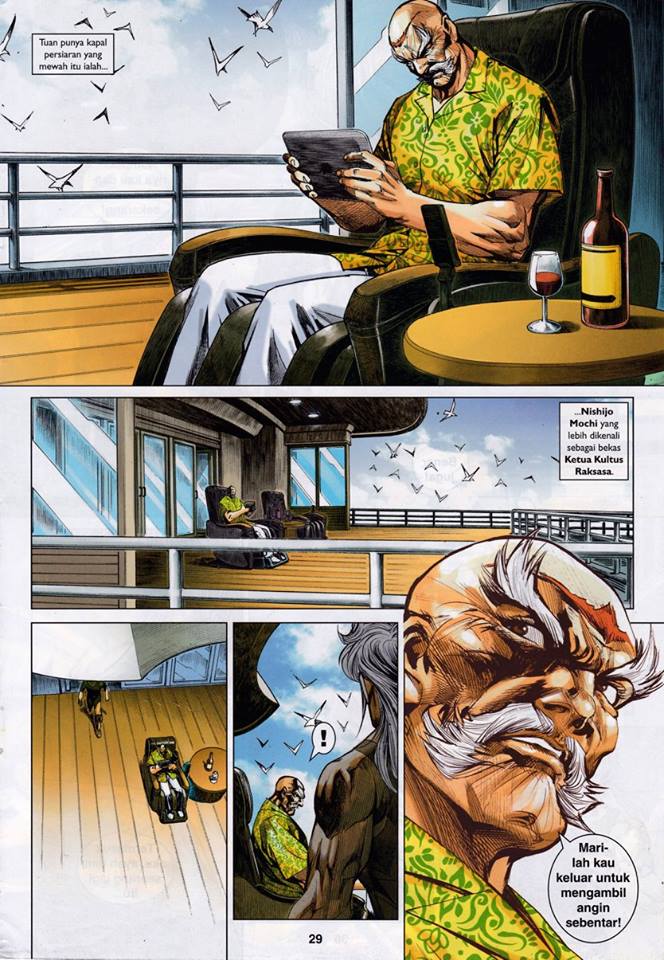 Tuan punya kapal
persiaran yang
mewah itu ialah...
...Nishijo
Mochi yang
lebih dikenali
sebagai bekas
Ketua Kultus
Raksasa.
!
Mari-
lah kau
keluar untuk
mengambil
angin
sebentar!
29